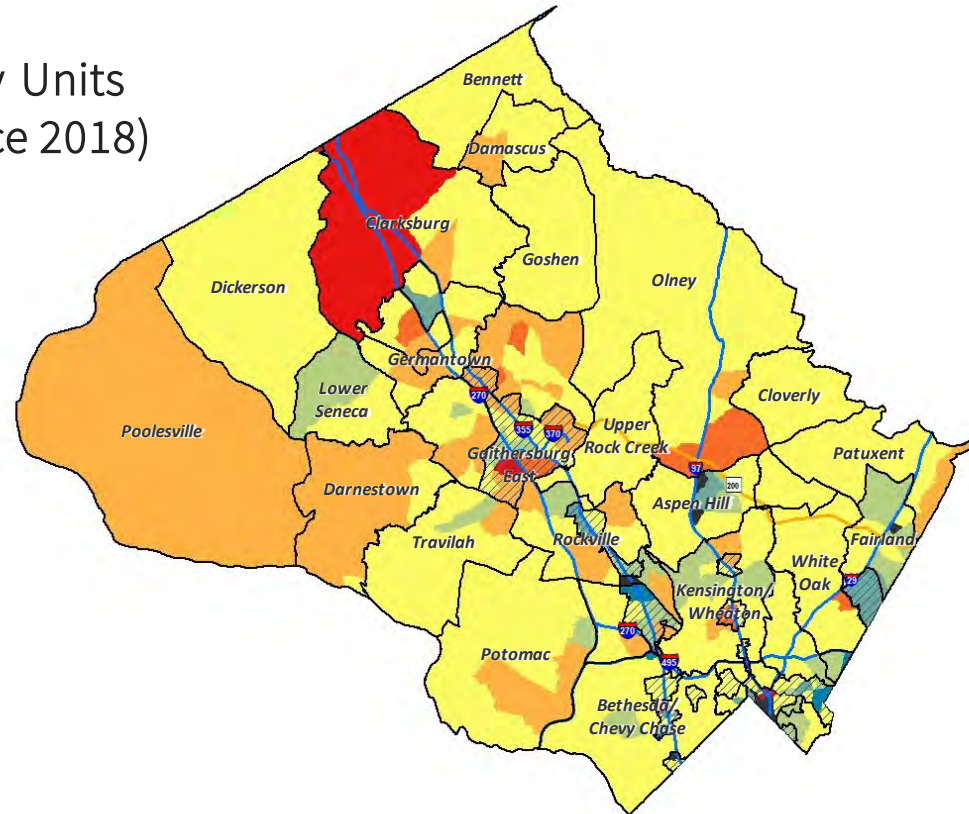 Units
2018)
Bennett
Damascus
Clarksburg
Goshen
Dickerson
Olney
Germantown
Lower
Seneca
270
Cloverly
Poolesville
355
370
Upper
Rock Creek
Gaithersburg
East
Patuxent
97
Darnestown
200
Aspen Hill
Travilah
Rockville
Fairland
White
Oak
29
Kensington/
Wheaton
270
Potomac
495
Bethesda/
Chevy Chase